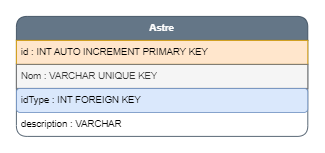 Astre
id : INT AUTO INCREMENT PRIMARY KEY
Nom : VARCHAR UNIQUE KEY
idType : INT FOREIGN KEY
description : VARCHAR